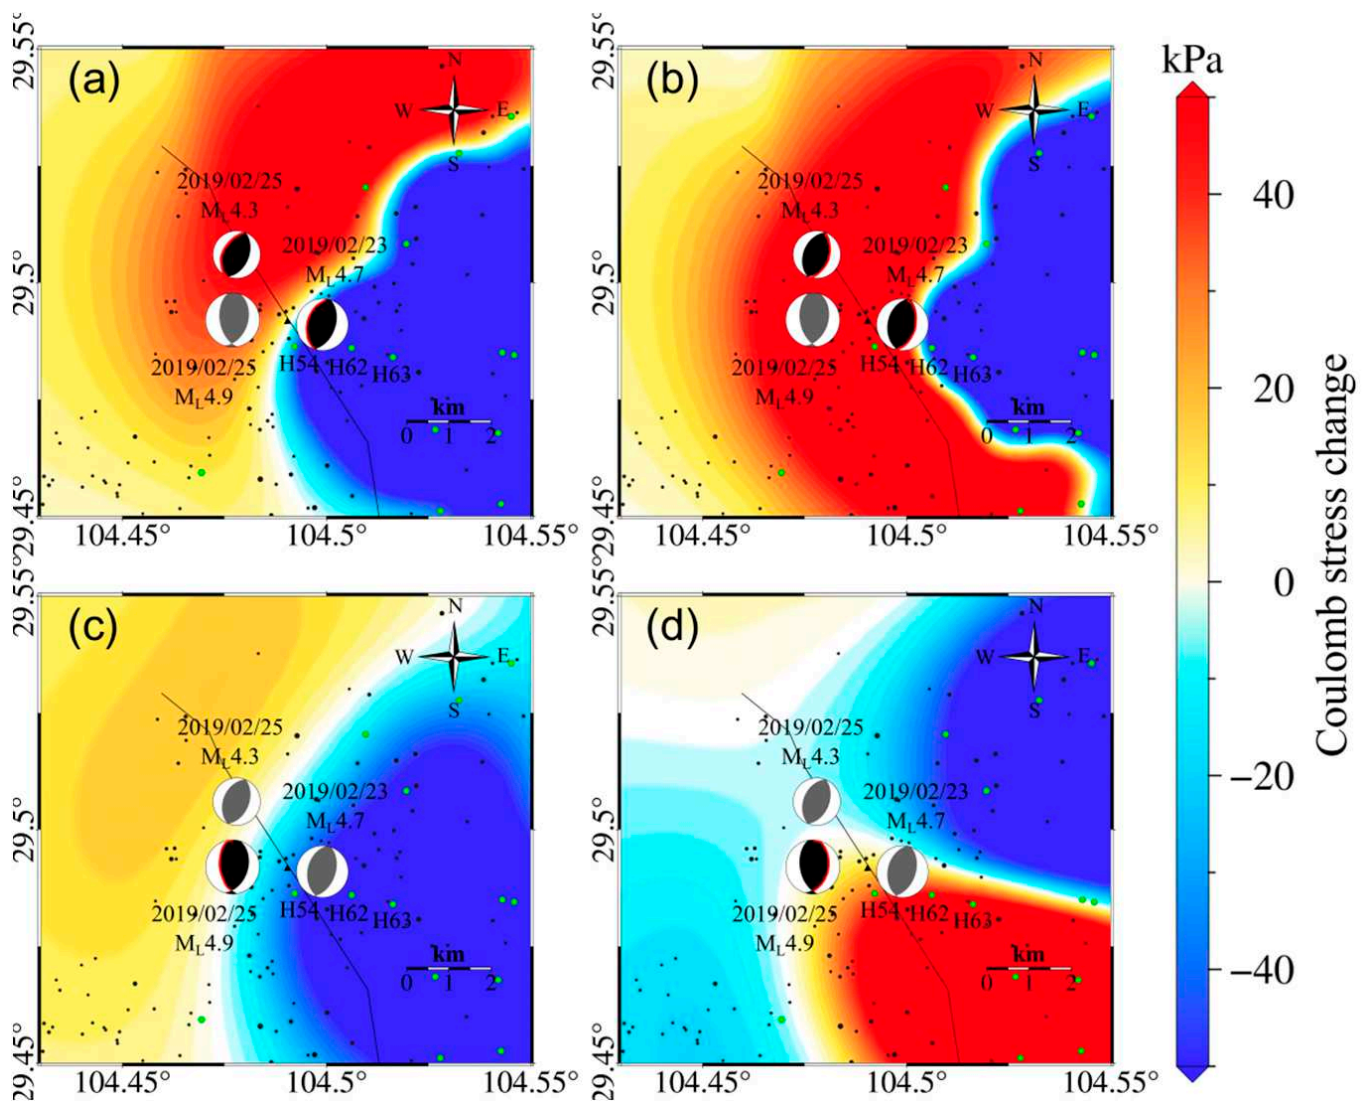 (a)
N
W
E
S
2019/02/25
ML4.3
2019/02/23
ML4.7
2019/02/25
ML4.9
H54
H62
H63
km
0 1 2
29.55°
29.5°
29.45°
104.45° 104.5° 104.55°
(b)
N
W
E
S
2019/02/25
ML4.3
2019/02/23
ML4.7
2019/02/25
ML4.9
H54
H62
H63
km
0 1 2
29.55°
29.5°
29.45°
104.45° 104.5° 104.55°
(c)
N
W
E
S
2019/02/25
ML4.3
2019/02/23
ML4.7
2019/02/25
ML4.9
H54
H62
H63
km
0 1 2
29.55°
29.5°
29.45°
104.45° 104.5° 104.55°
(d)
N
W
E
S
2019/02/25
ML4.3
2019/02/23
ML4.7
2019/02/25
ML4.9
H54
H62
H63
km
0 1 2
29.55°
29.5°
29.45°
104.45° 104.5° 104.55°
kPa
40
20
0
−20
−40
Coulomb stress change